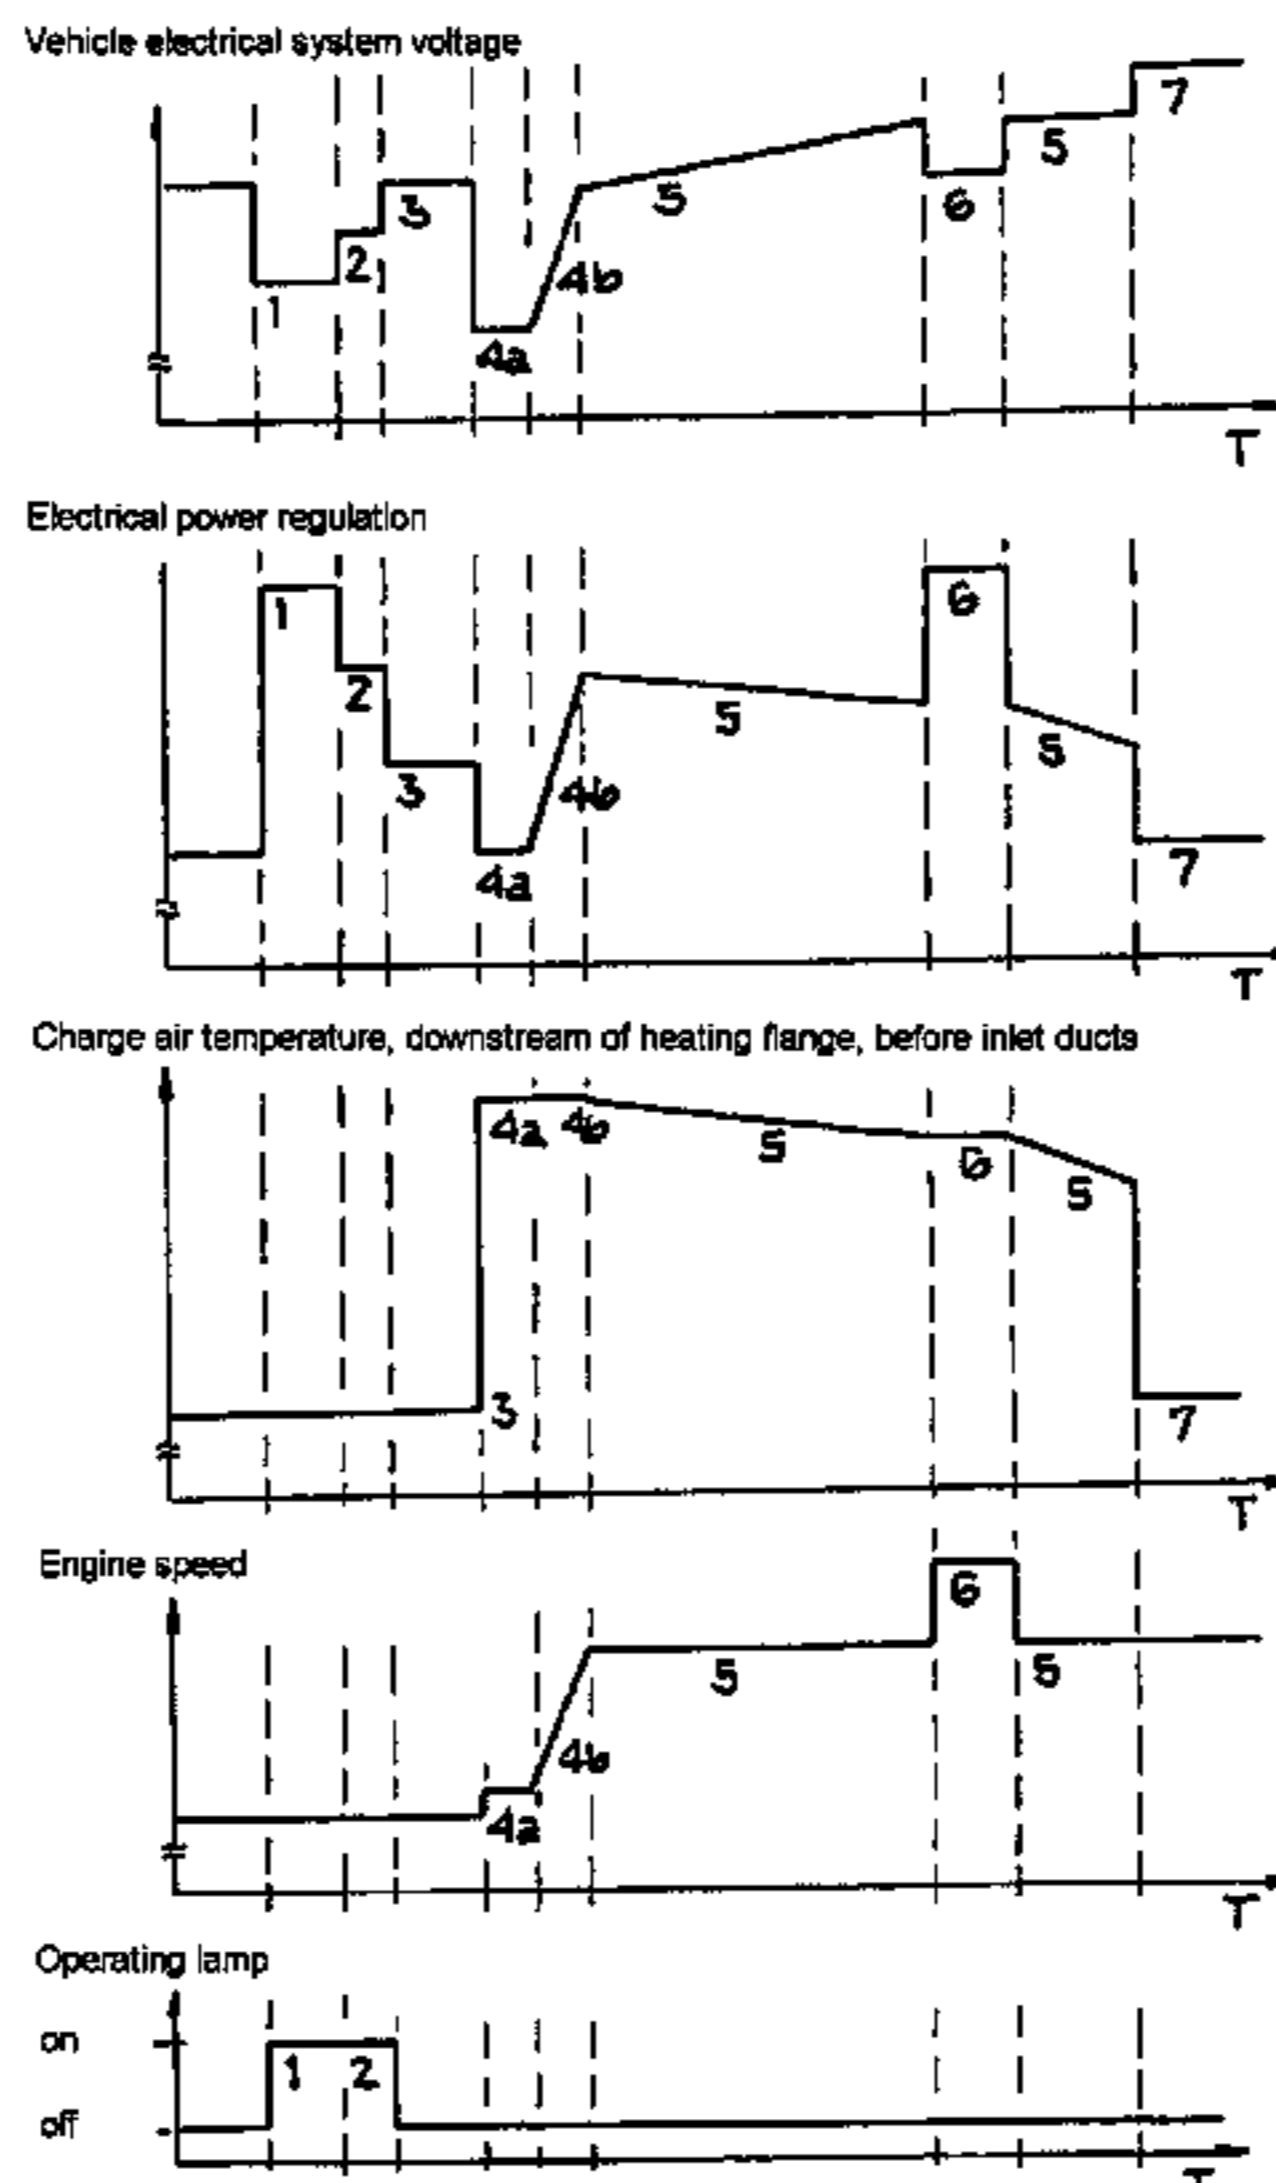 Vehicle electrical system voltage
7
5
5
3
6
2
4b
1
4a
T
Electrical power regulation
6
1
2
5
5
3
4b
4a
7
T
Charge air temperature, downstream of heating flange, before inlet ducts
4a 4b
5
6
5
3
7
T
Engine speed
6
5
5
4b
4a
T
Operating lamp
on
1 2
off
T